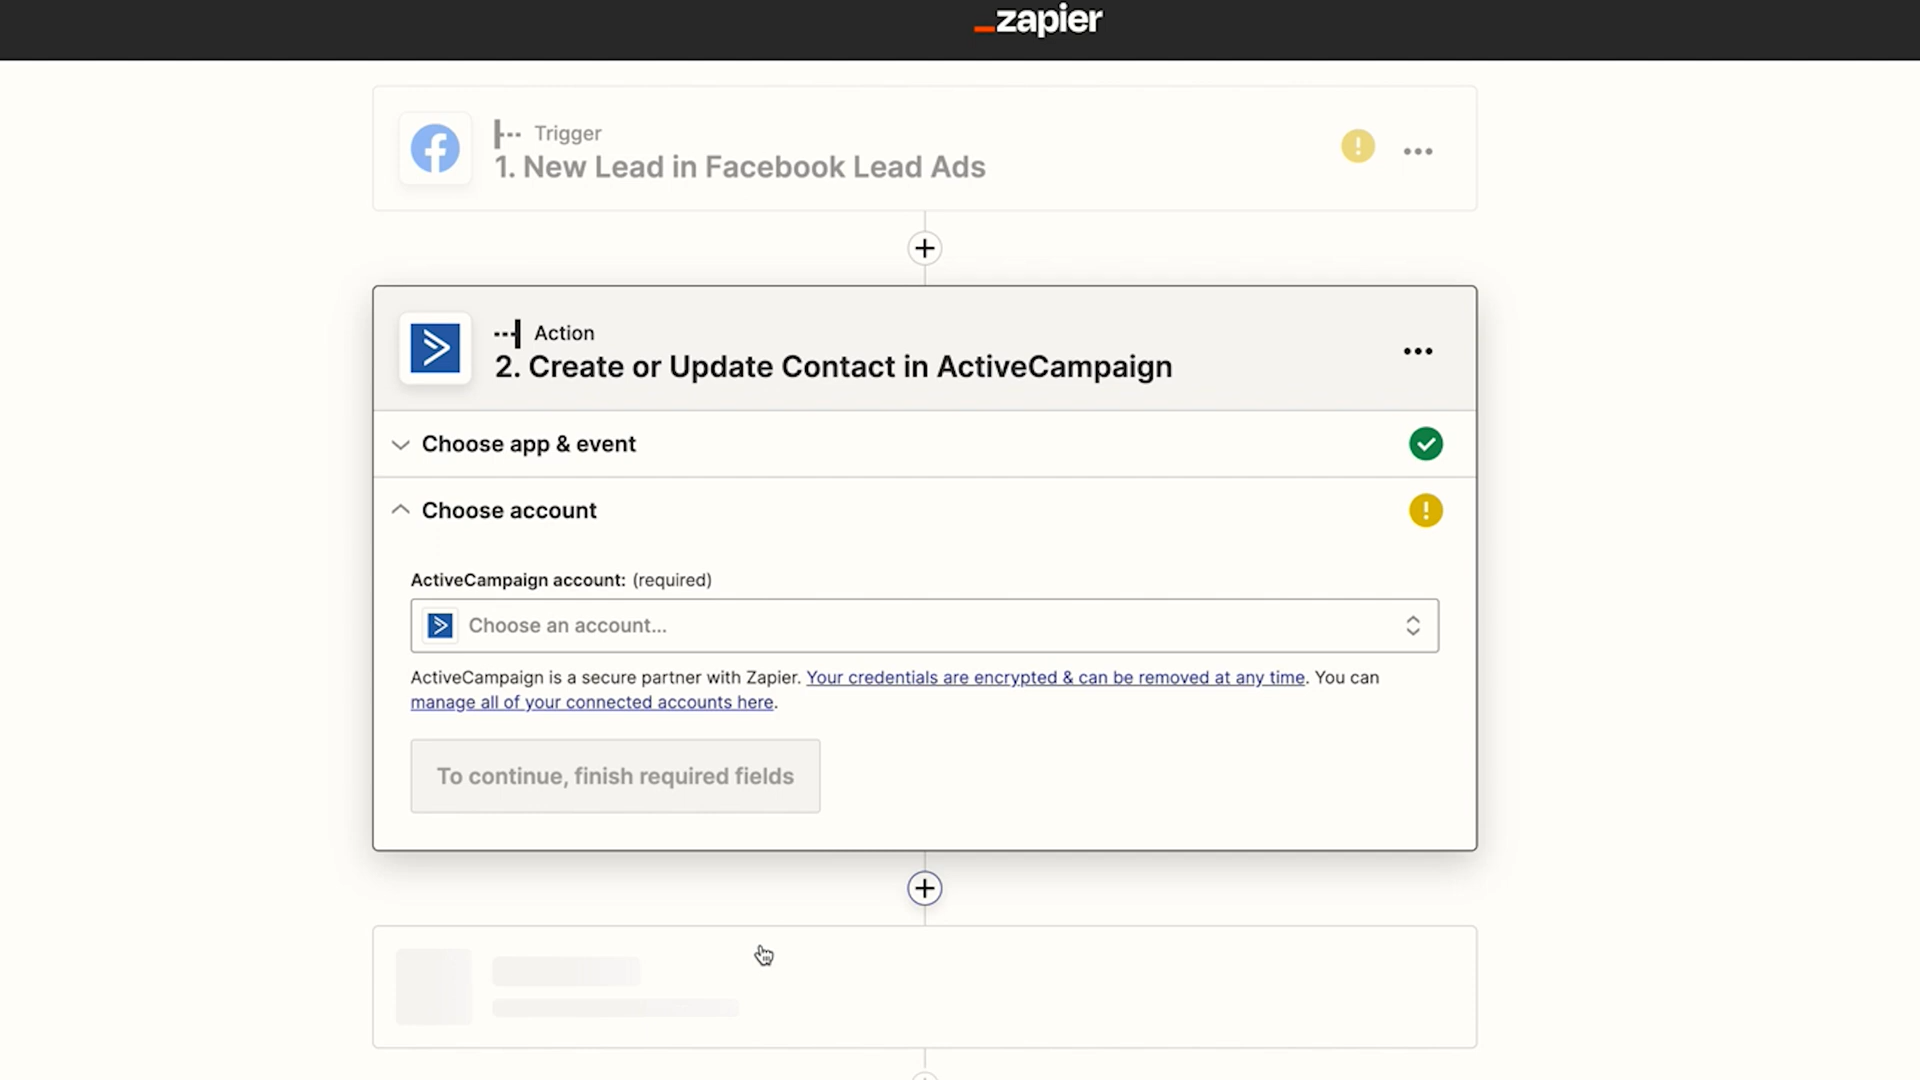 _zapier
Trigger
1. New Lead in Facebook Lead Ads
Action
2. Create or Update Contact in ActiveCampaign
Choose app & event
Choose account
ActiveCampaign account: (required)
Choose an account...
ActiveCampaign is a secure partner with Zapier. Your credentials are encrypted & can be removed at any time. You can
manage all of your connected accounts here.
To continue, finish required fields